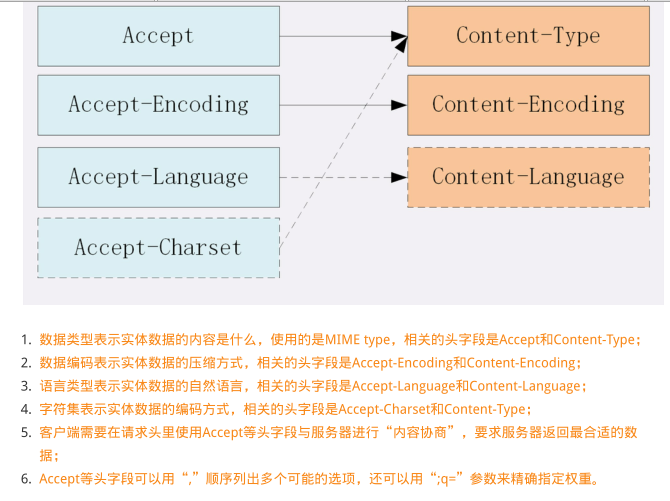 Accept
Content-Type
Accept-Encoding
Content-Encoding
Accept-Language
Content-Language
Accept-Charset
1. 数据类型表示实体数据的内容是什么，使用的是MIME type，相关的头字段是Accept和Content-Type；
2. 数据编码表示实体数据的压缩方式，相关的头字段是Accept-Encoding和Content-Encoding；
3. 语言类型表示实体数据的自然语言，相关的头字段是Accept-Language和Content-Language；
4. 字符集表示实体数据的编码方式，相关的头字段是Accept-Charset和Content-Type；
5. 客户端需要在请求头里使用Accept等头字段与服务器进行“内容协商”，要求服务器返回最合适的数
据；
6. Accept等头字段可以用“,”顺序列出多个可能的选项，还可以用“;q=”参数来精确指定权重。